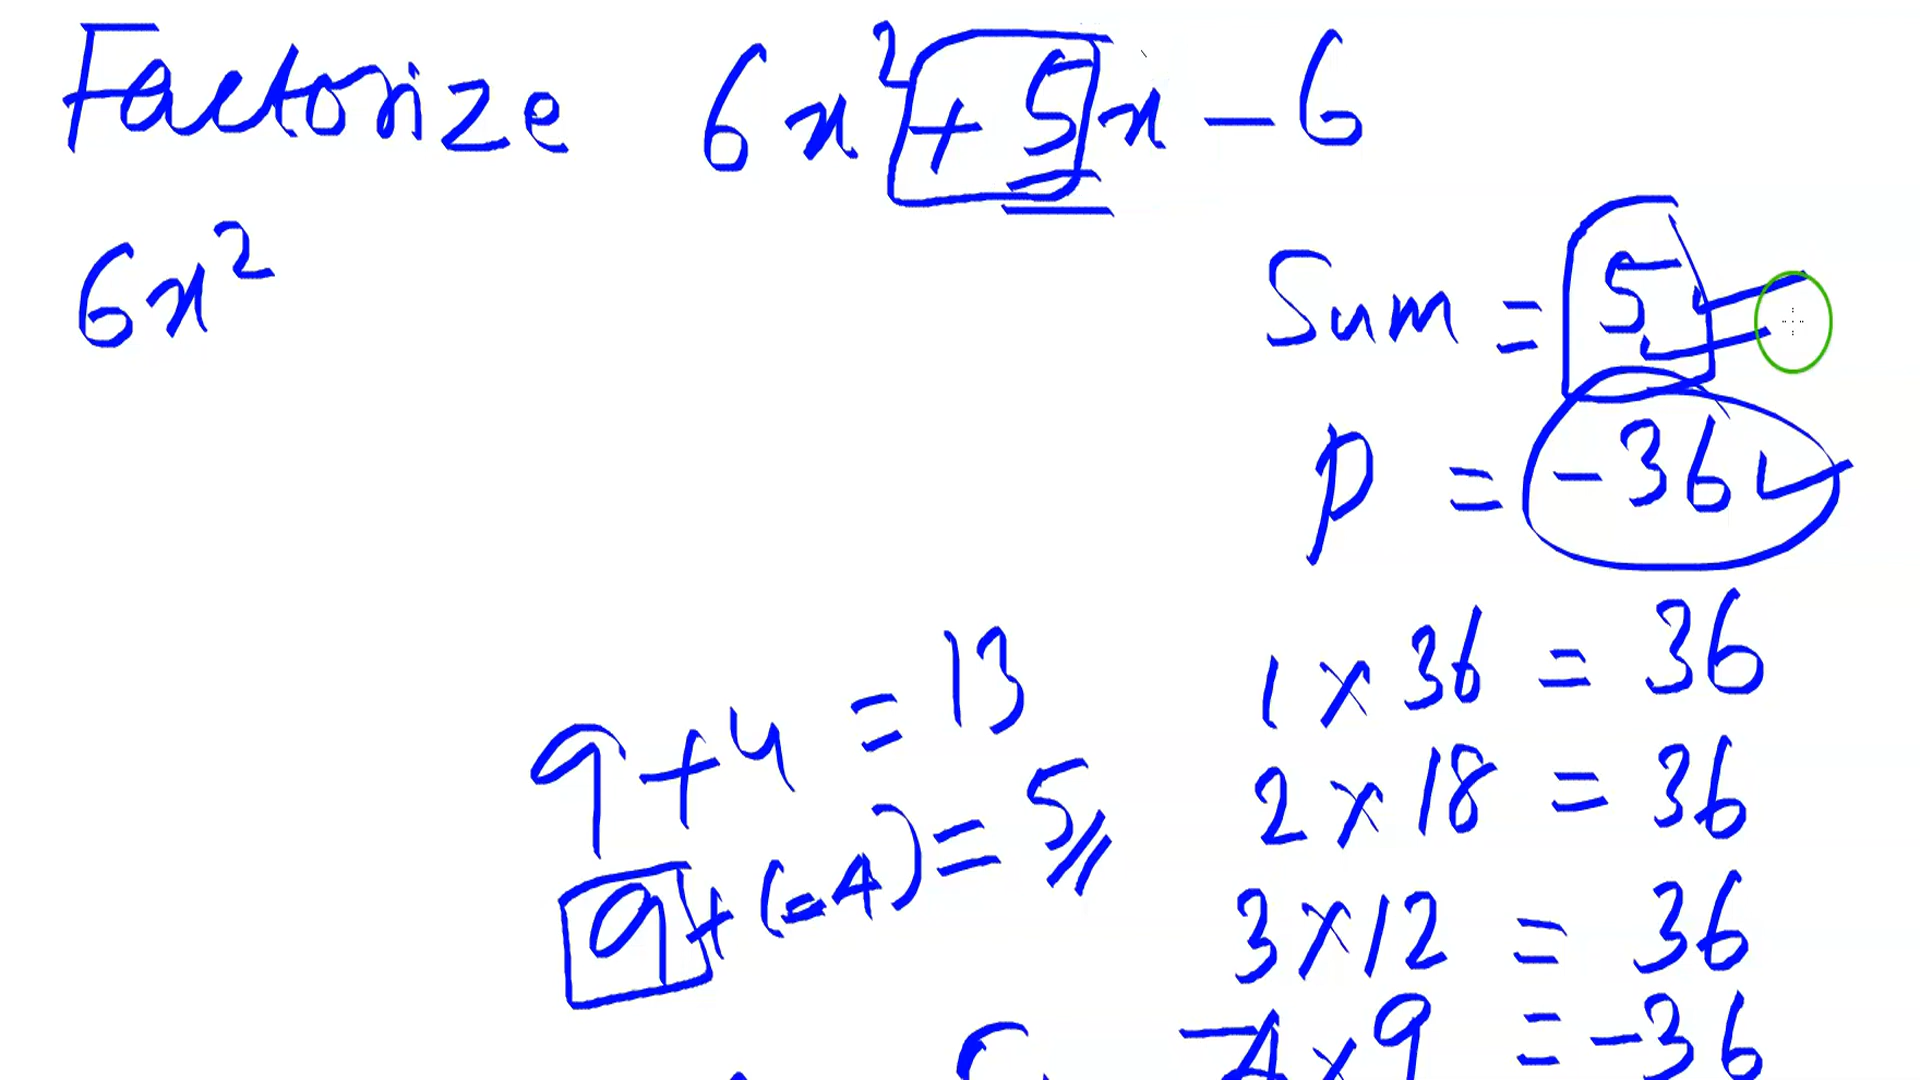 Factorize 6x² + 5x - 6
6x²
Sum = 5
P = -36
1 x 36 = 36
9 + 4 = 13
2 x 18 = 36
9 + (-4) = 5
3 x 12 = 36
-4 x 9 = -36